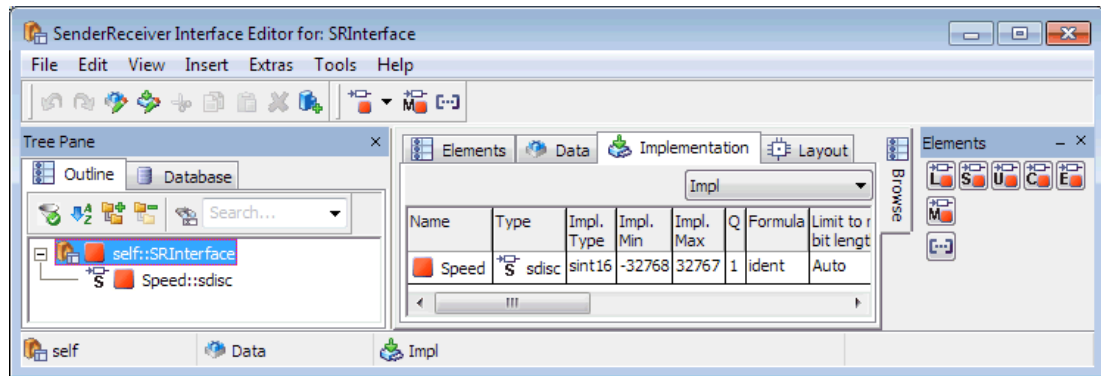 SenderReceiver Interface Editor for: SRInterface
File Edit View Insert Extras Tools Help
Tree Pane
Outline Database
Search...
self::SRInterface
S Speed::sdisc
Elements Data Implementation Layout
Impl
Name Type Impl. Type Impl. Min Impl. Max Q Formula Limit to r bit lengt
Speed S sdisc sint16 -32768 32767 1 ident Auto
Browse
Elements
L S U C E
M
self Data Impl